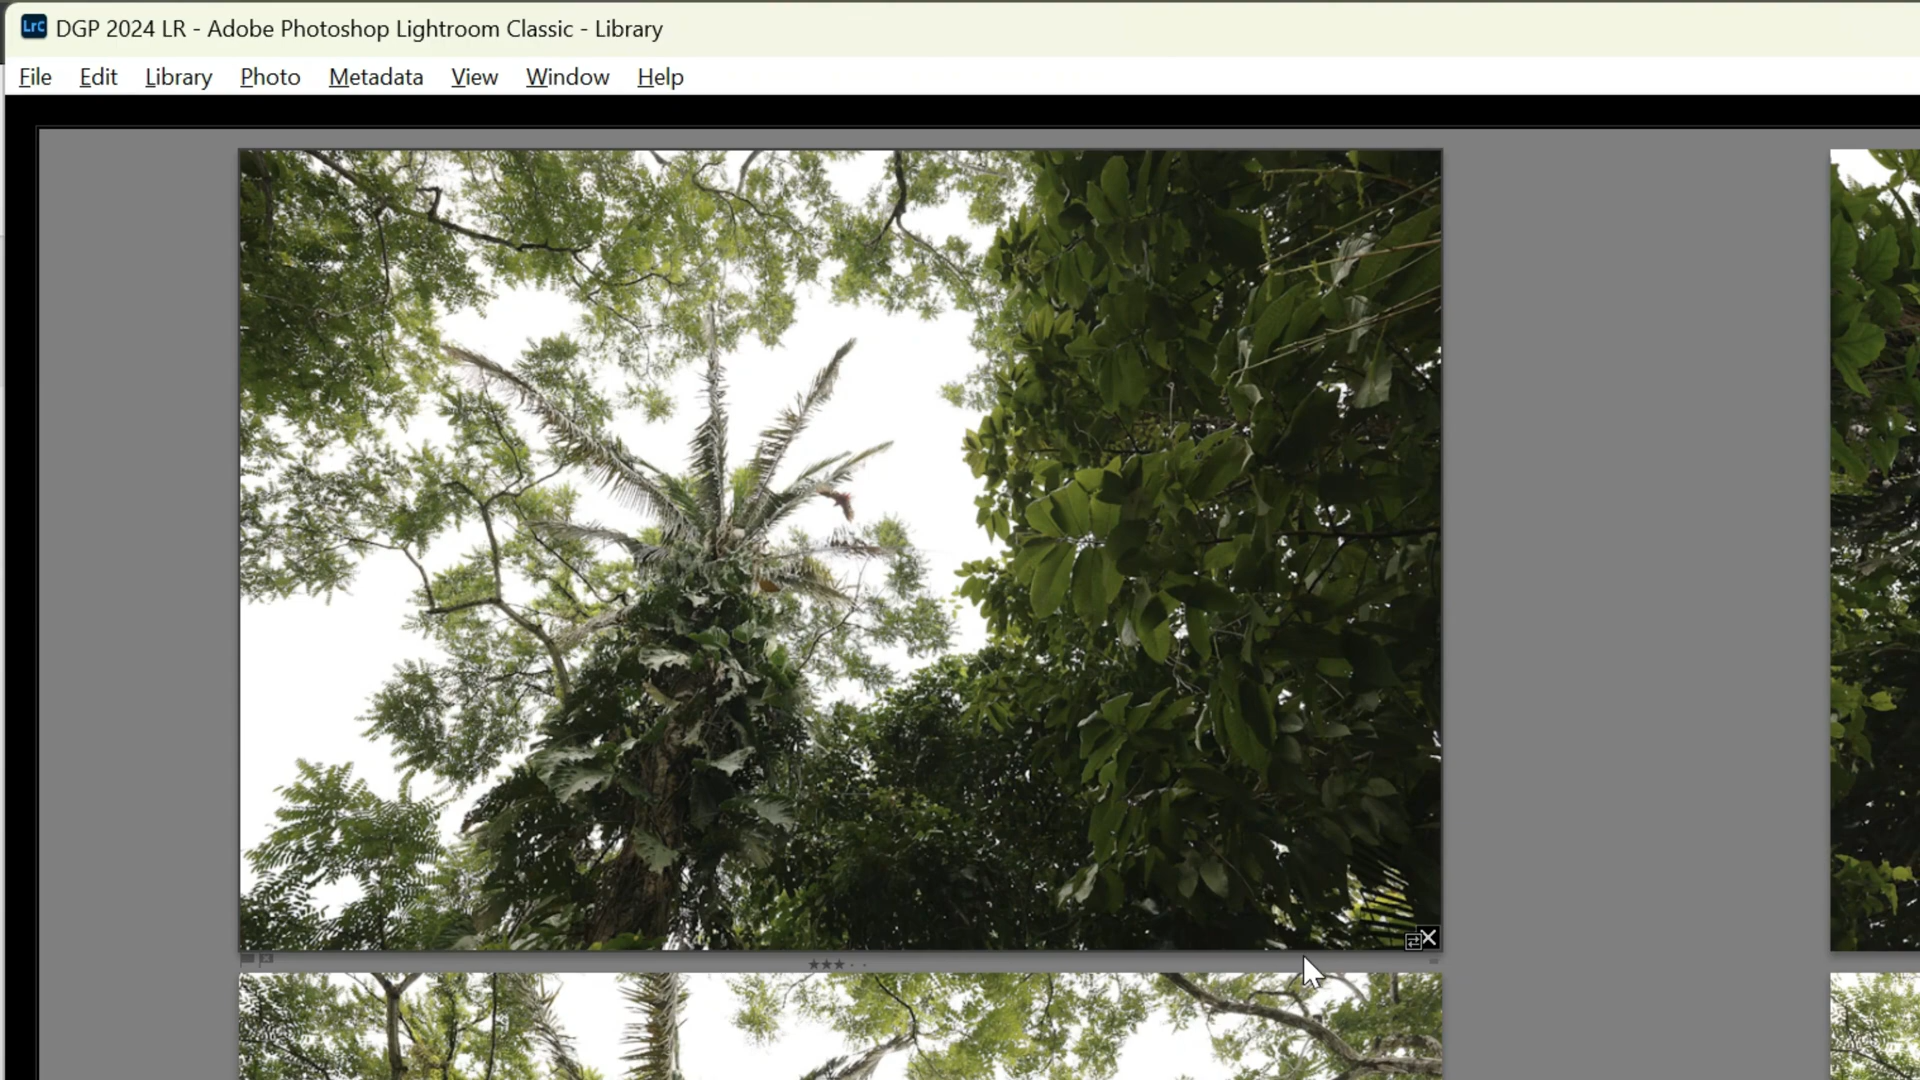 LrC DGP 2024 LR - Adobe Photoshop Lightroom Classic - Library
File Edit Library Photo Metadata View Window Help